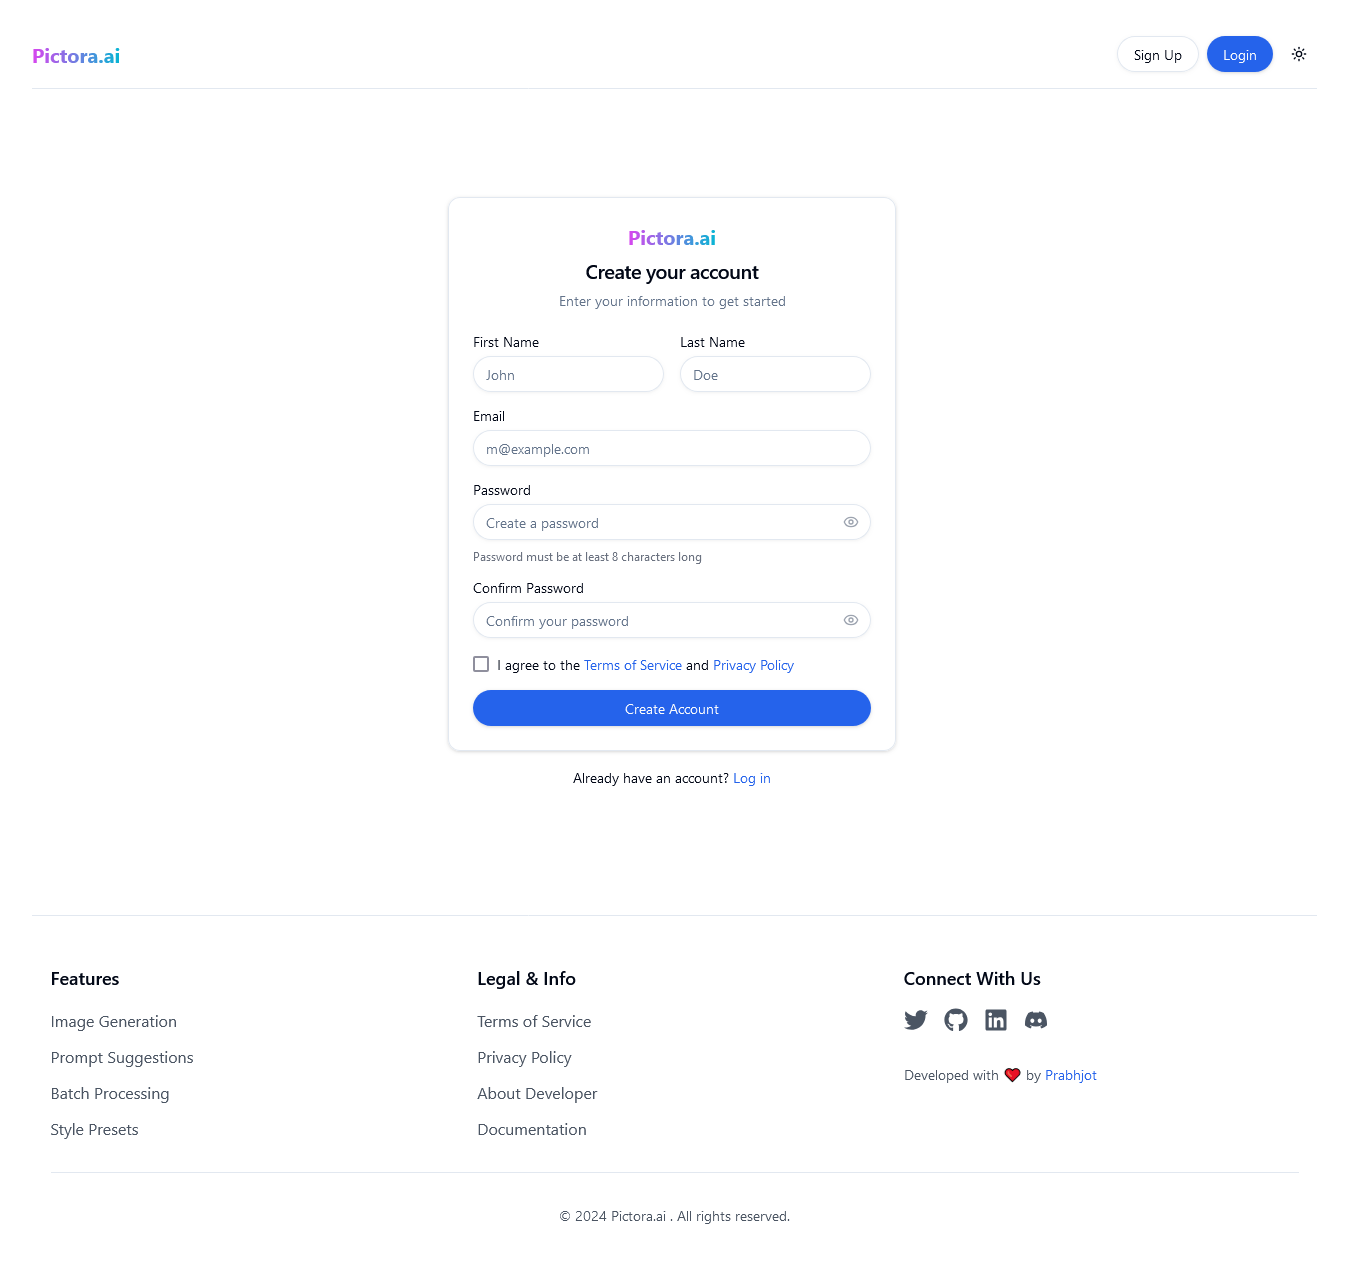 Pictora.ai
Sign Up
Login
Pictora.ai
Create your account
Enter your information to get started
First Name
Last Name
John
Doe
Email
m@example.com
Password
Create a password
Password must be at least 8 characters long
Confirm Password
Confirm your password
I agree to the Terms of Service and Privacy Policy
Create Account
Already have an account? Log in
Features
Image Generation
Prompt Suggestions
Batch Processing
Style Presets
Legal & Info
Terms of Service
Privacy Policy
About Developer
Documentation
Connect With Us
Developed with ❤️ by Prabhjot
© 2024 Pictora.ai . All rights reserved.